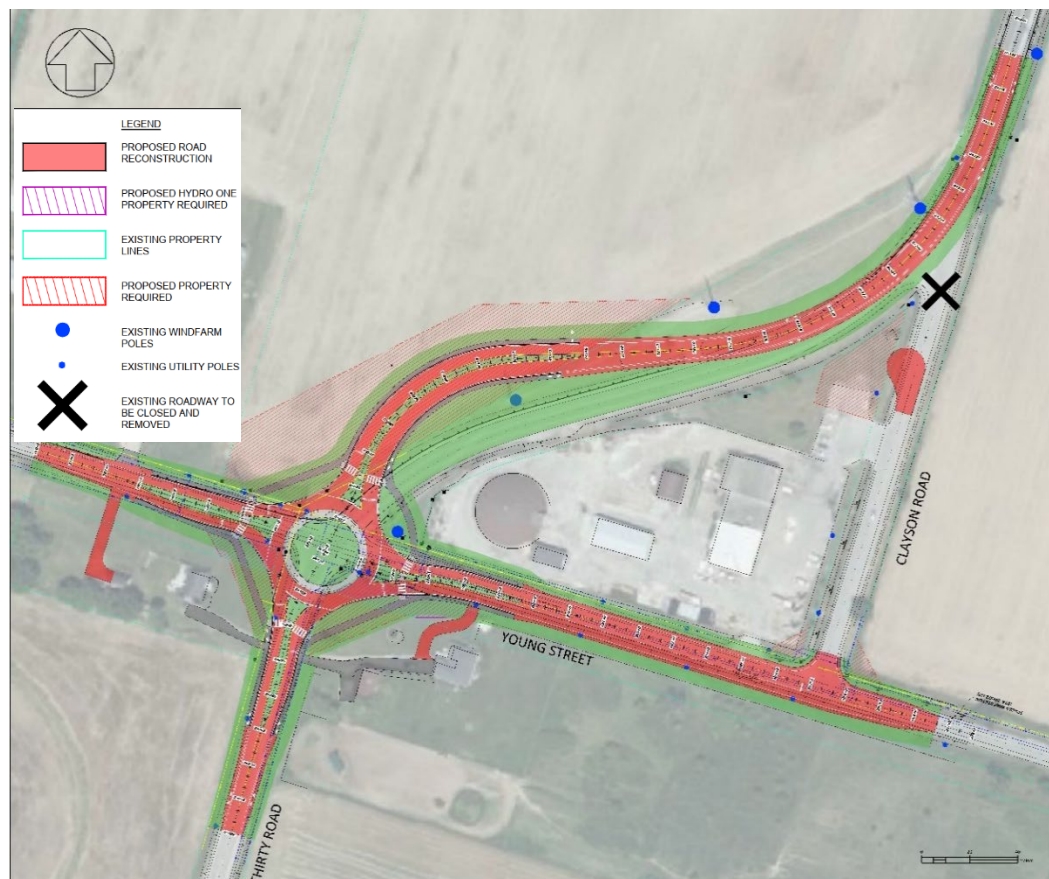 LEGEND
PROPOSED ROAD
RECONSTRUCTION
PROPOSED HYDRO ONE
PROPERTY REQUIRED
EXISTING PROPERTY
LINES
PROPOSED PROPERTY
REQUIRED
EXISTING WINDFARM
POLES
EXISTING UTILITY POLES
EXISTING ROADWAY TO
BE CLOSED AND
REMOVED
CLAYSON ROAD
YOUNG STREET
THIRTY ROAD